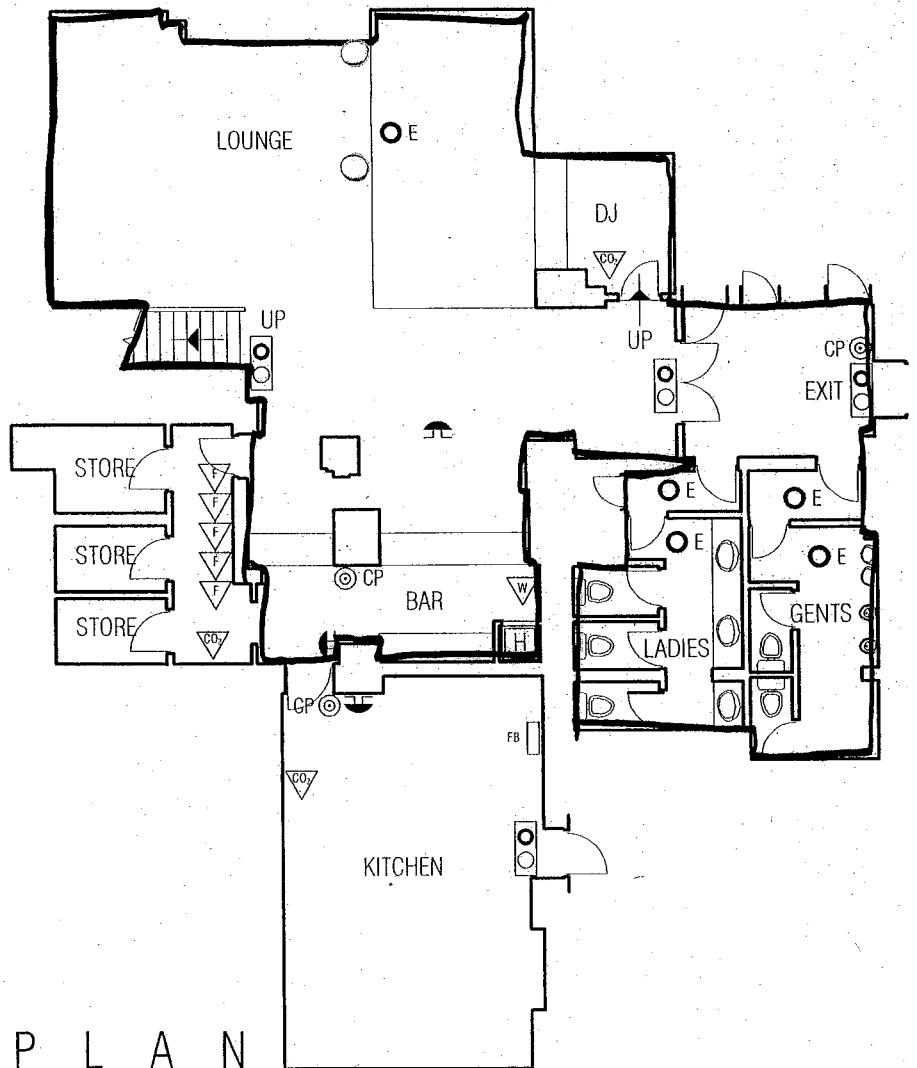 E
LOUNGE
DJ
CO₂
UP
UP
CP
EXIT
STORE
F
F
E
E
F
STORE
E
E
F
CP
F
W
BAR
GENTS
STORE
CO₂
H
LADIES
CP
FB
CO₂
KITCHEN
PLAN